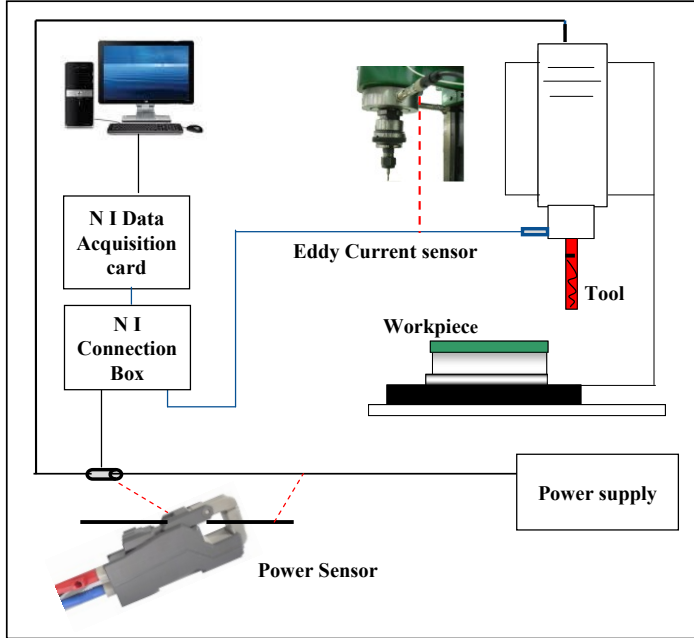 N I Data
Acquisition
card
N I
Connection
Box
Eddy Current sensor
Tool
Workpiece
Power supply
Power Sensor